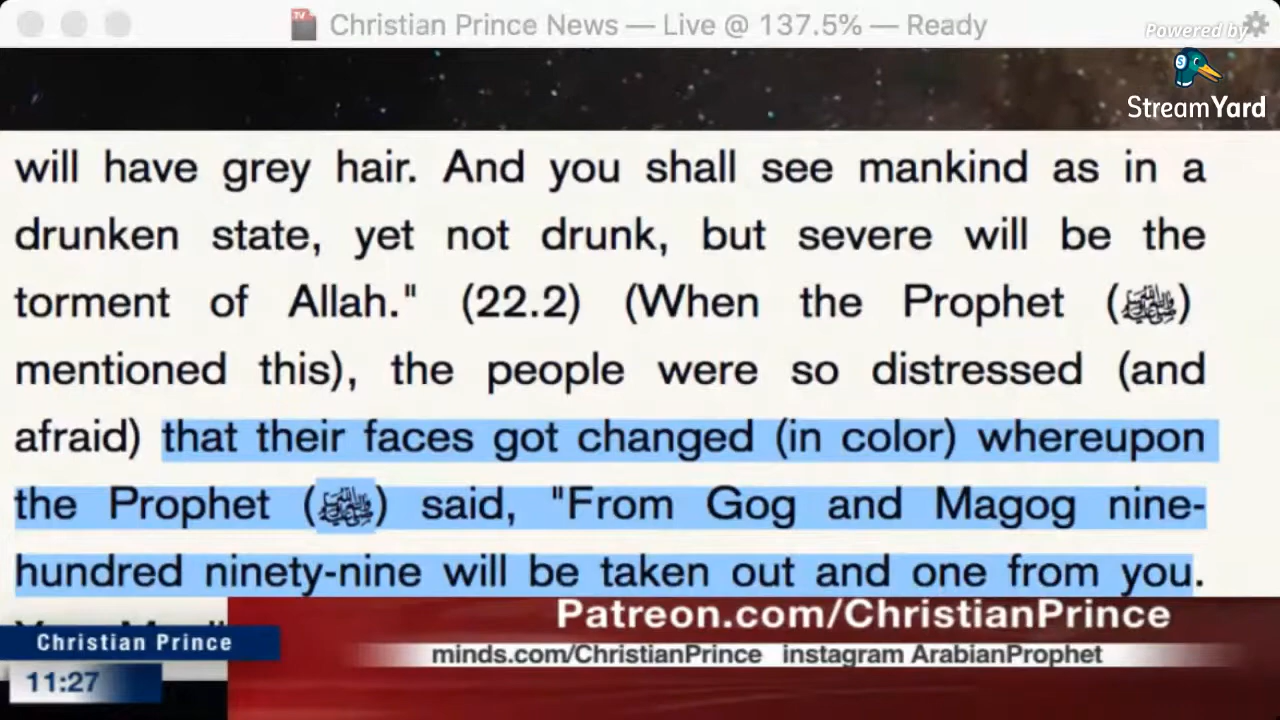 Christian Prince News — Live @ 137.5% — Ready
Powered by
StreamYard
will have grey hair. And you shall see mankind as in a
drunken state, yet not drunk, but severe will be the
torment of Allah." (22.2) (When the Prophet (ﷺ)
mentioned this), the people were so distressed (and
afraid) that their faces got changed (in color) whereupon
the Prophet (ﷺ) said, "From Gog and Magog nine-
hundred ninety-nine will be taken out and one from you.
Patreon.com/ChristianPrince
Christian Prince
minds.com/ChristianPrince instagram ArabianProphet
11:27